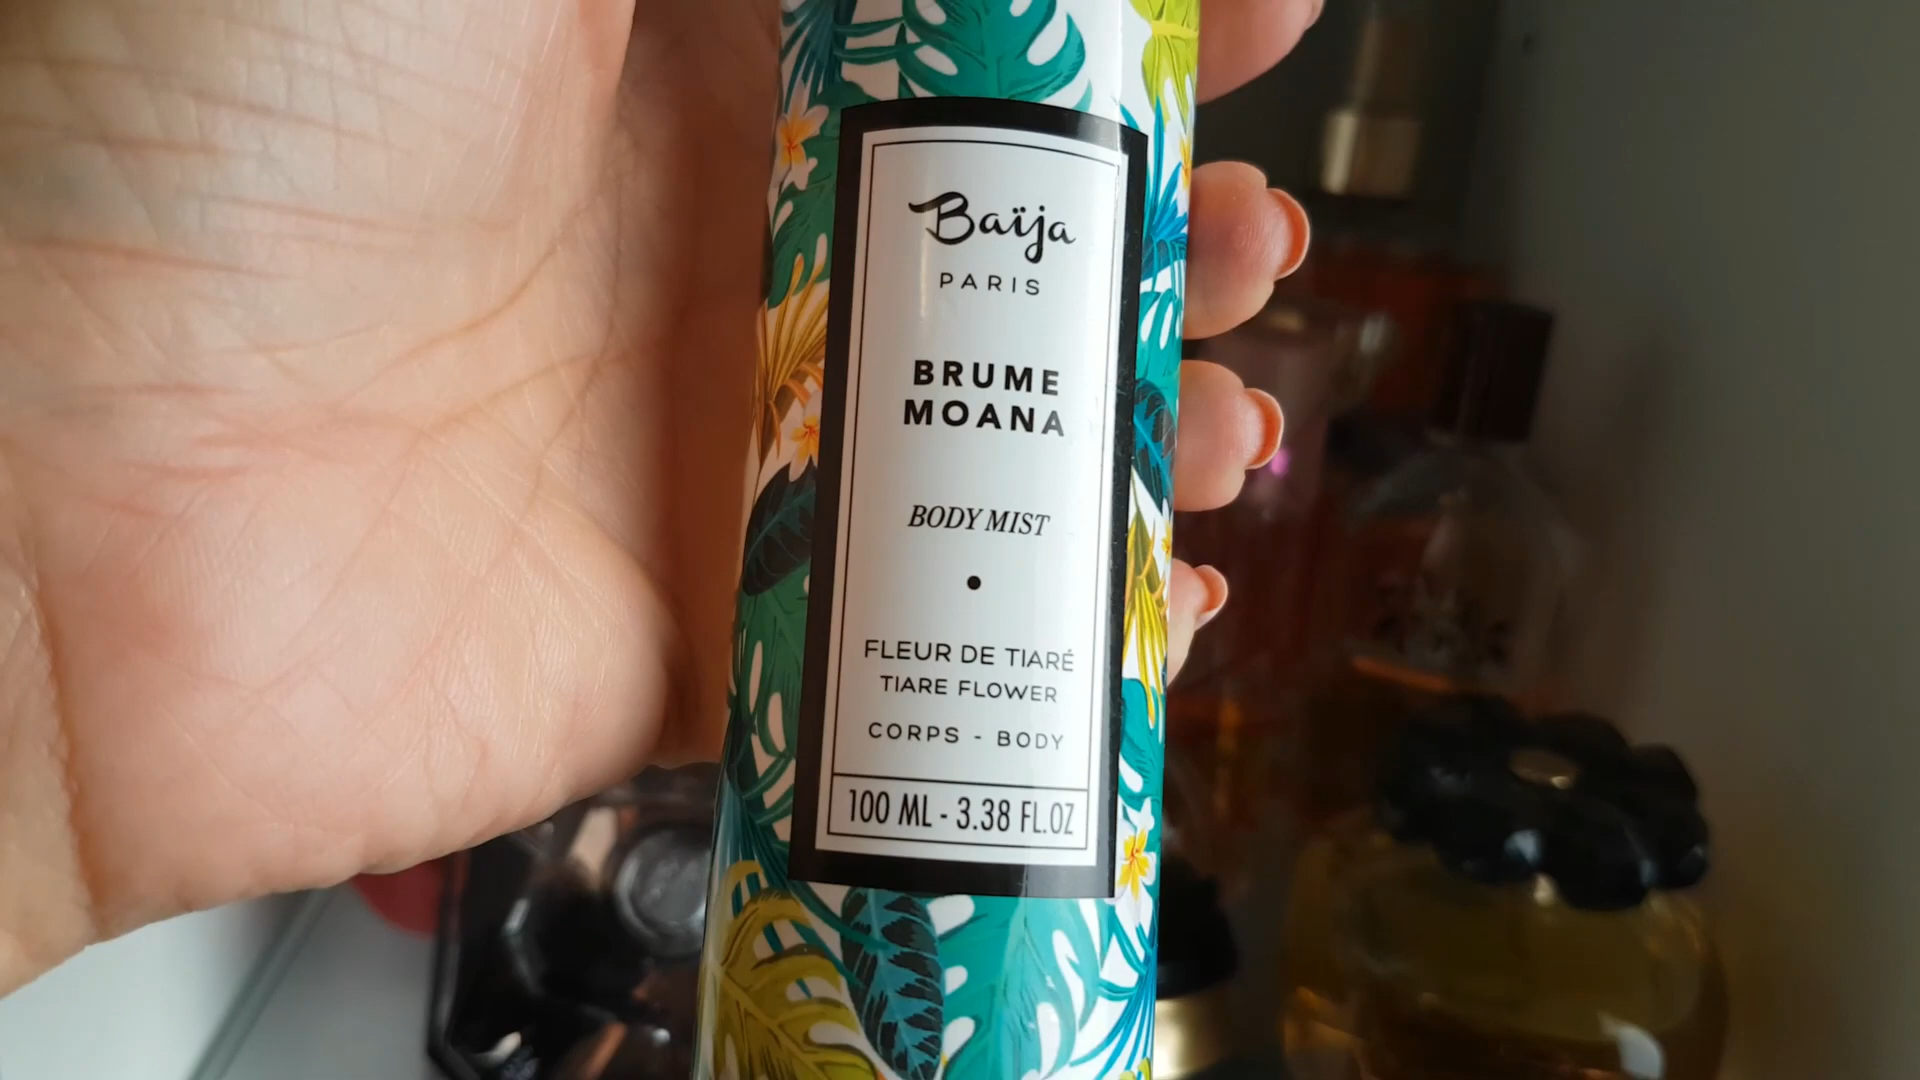 Baïja
PARIS
BRUME
MOANA
BODY MIST
FLEUR DE TIARÉ
TIARE FLOWER
CORPS - BODY
100 ML - 3.38 FL.OZ